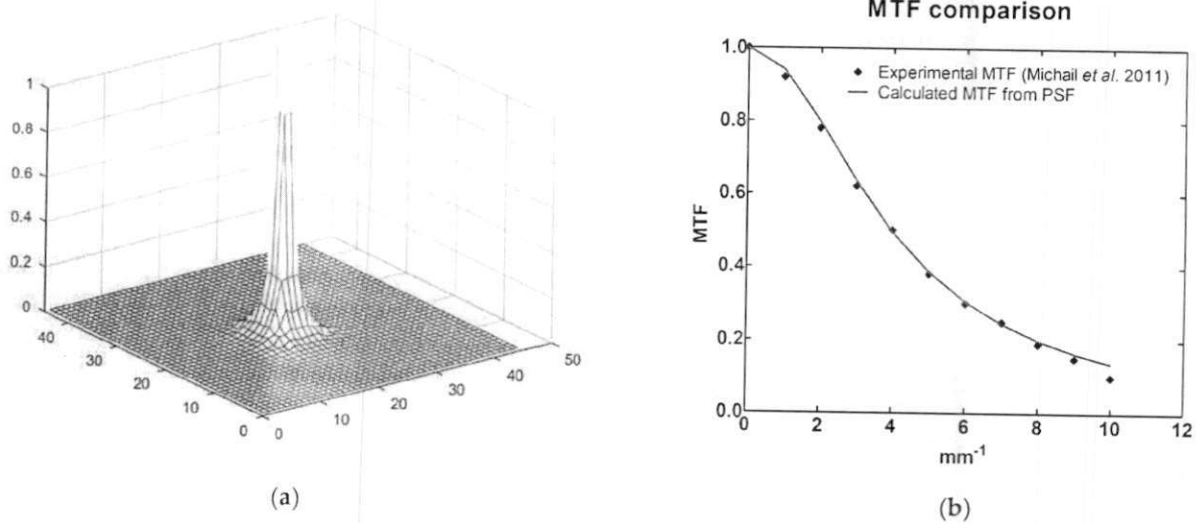 1
0.8
0.6
0.4
0.2
0
40
30
20
10
0
0
10
20
30
40
50
(a)
MTF comparison
1.0
0.8
0.6
0.4
0.2
0.0
MTF
◆ Experimental MTF (Michail et al. 2011)
— Calculated MTF from PSF
0 2 4 6 8 10 12
mm⁻¹
(b)